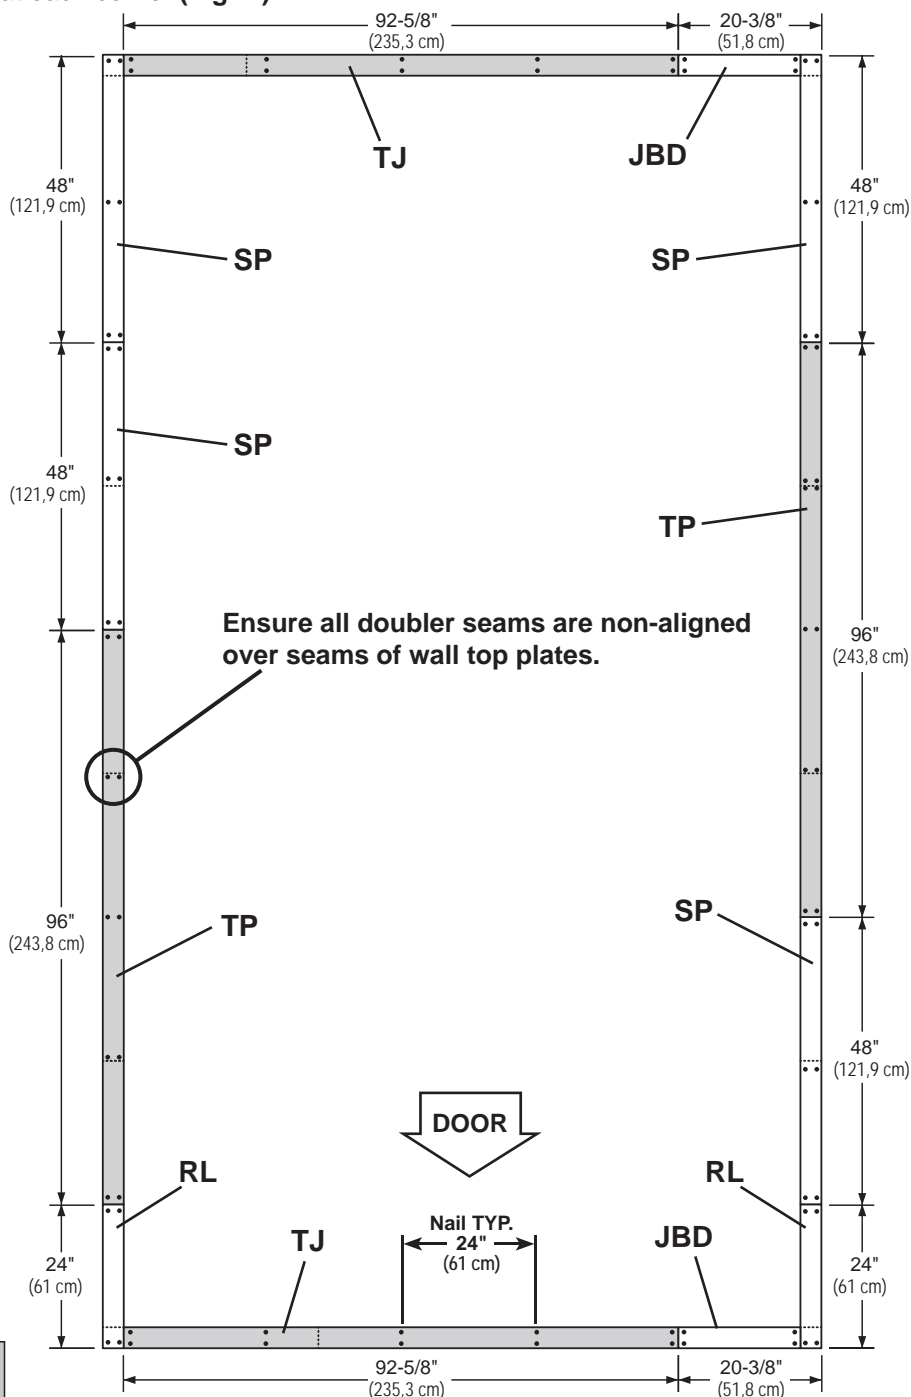 92-5/8"
(235,3 cm)
20-3/8"
(51,8 cm)
TJ
JBD
48"
(121,9 cm)
48"
(121,9 cm)
SP
SP
SP
48"
(121,9 cm)
TP
Ensure all doubler seams are non-aligned
over seams of wall top plates.
96"
(243,8 cm)
96"
(243,8 cm)
TP
SP
48"
(121,9 cm)
DOOR
RL
RL
Nail TYP.
24"
(61 cm)
TJ
JBD
24"
(61 cm)
24"
(61 cm)
92-5/8"
(235,3 cm)
20-3/8"
(51,8 cm)